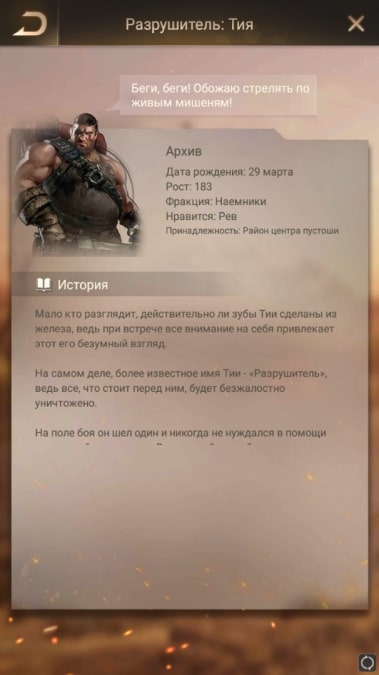 Разрушитель: Тия
Беги, беги! Обожаю стрелять по
живым мишеням!
Архив
Дата рождения: 29 марта
Рост: 183
Фракция: Наемники
Нравится: Рев
Принадлежность: Район центра пустоши
История
Мало кто разглядит, действительно ли зубы Тии сделаны из
железа, ведь при встрече все внимание на себя привлекает
этот его безумный взгляд.
На самом деле, более известное имя Тии - «Разрушитель»,
ведь все, что стоит перед ним, будет безжалостно
уничтожено.
На поле боя он шел один и никогда не нуждался в помощи